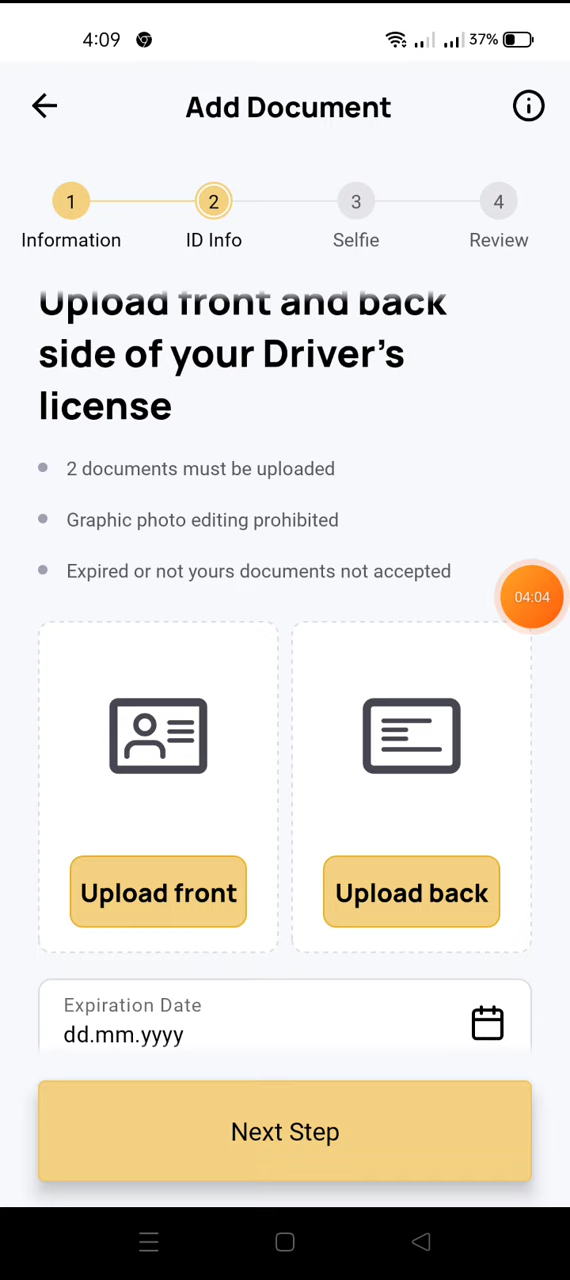 4:09 37%
Add Document
1 2 3 4
Information ID Info Selfie Review
Upload front and back
side of your Driver's
license
2 documents must be uploaded
Graphic photo editing prohibited
Expired or not yours documents not accepted
04:04
Upload front Upload back
Expiration Date
dd.mm.yyyy
Next Step